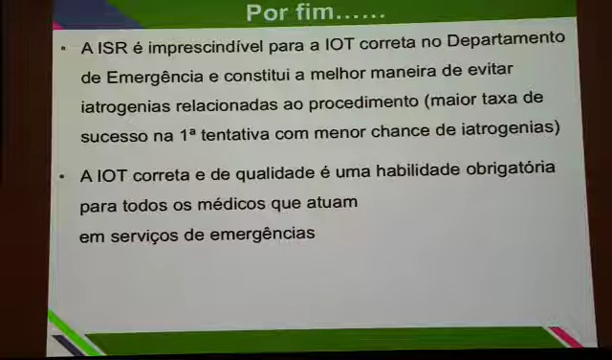 Por fim......
• A ISR é imprescindível para a IOT correta no Departamento
de Emergência e constitui a melhor maneira de evitar
iatrogenias relacionadas ao procedimento (maior taxa de
sucesso na 1ª tentativa com menor chance de iatrogenias)
• A IOT correta e de qualidade é uma habilidade obrigatória
para todos os médicos que atuam
em serviços de emergências